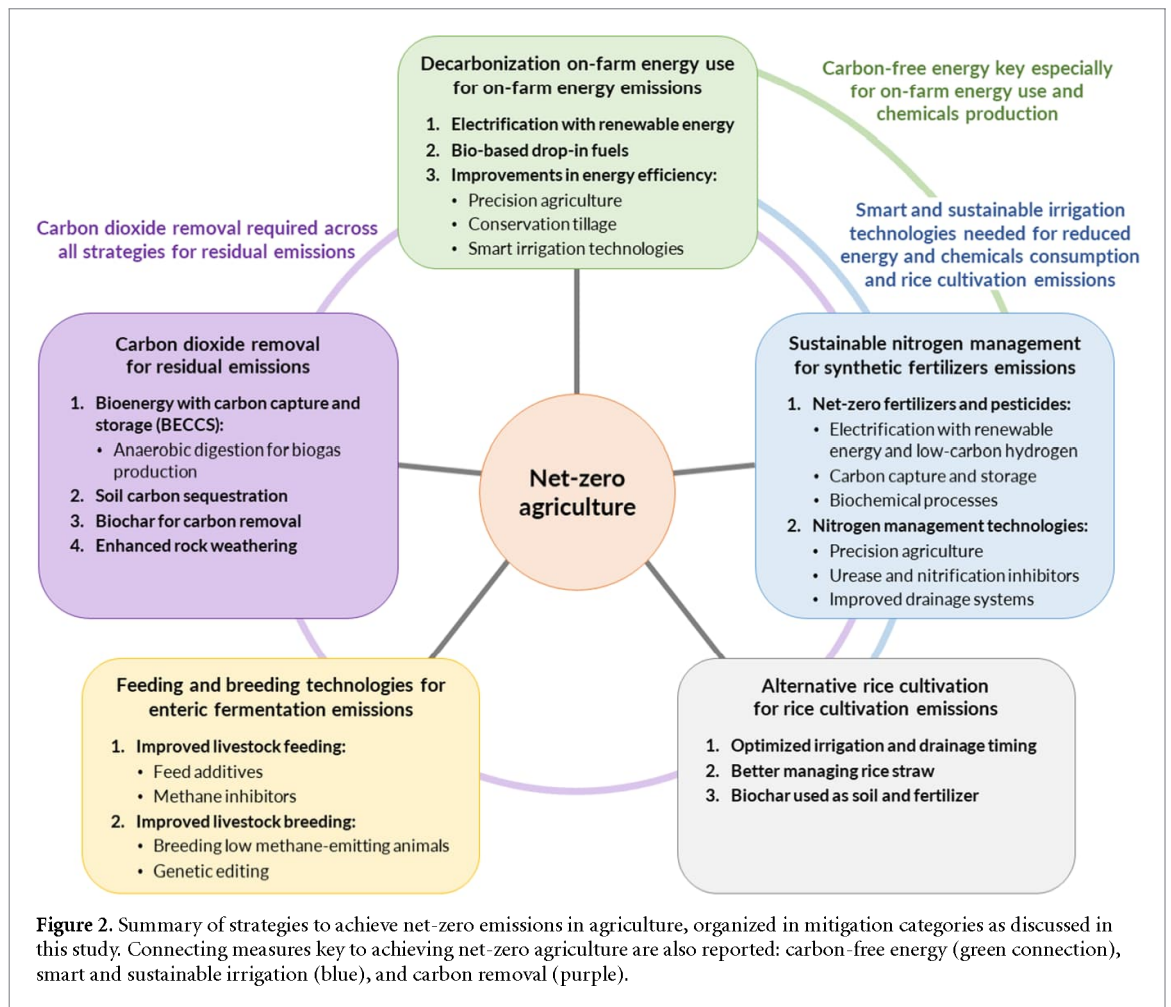 Decarbonization on-farm energy use
for on-farm energy emissions
1. Electrification with renewable energy
2. Bio-based drop-in fuels
3. Improvements in energy efficiency:
• Precision agriculture
• Conservation tillage
• Smart irrigation technologies
Carbon-free energy key especially
for on-farm energy use and
chemicals production
Carbon dioxide removal required across
all strategies for residual emissions
Smart and sustainable irrigation
technologies needed for reduced
energy and chemicals consumption
and rice cultivation emissions
Carbon dioxide removal
for residual emissions
1. Bioenergy with carbon capture and
storage (BECCS):
• Anaerobic digestion for biogas
production
2. Soil carbon sequestration
3. Biochar for carbon removal
4. Enhanced rock weathering
Net-zero
agriculture
Sustainable nitrogen management
for synthetic fertilizers emissions
1. Net-zero fertilizers and pesticides:
• Electrification with renewable
energy and low-carbon hydrogen
• Carbon capture and storage
• Biochemical processes
2. Nitrogen management technologies:
• Precision agriculture
• Urease and nitrification inhibitors
• Improved drainage systems
Feeding and breeding technologies for
enteric fermentation emissions
1. Improved livestock feeding:
• Feed additives
• Methane inhibitors
2. Improved livestock breeding:
• Breeding low methane-emitting animals
• Genetic editing
Alternative rice cultivation
for rice cultivation emissions
1. Optimized irrigation and drainage timing
2. Better managing rice straw
3. Biochar used as soil and fertilizer
Figure 2. Summary of strategies to achieve net-zero emissions in agriculture, organized in mitigation categories as discussed in
this study. Connecting measures key to achieving net-zero agriculture are also reported: carbon-free energy (green connection),
smart and sustainable irrigation (blue), and carbon removal (purple).